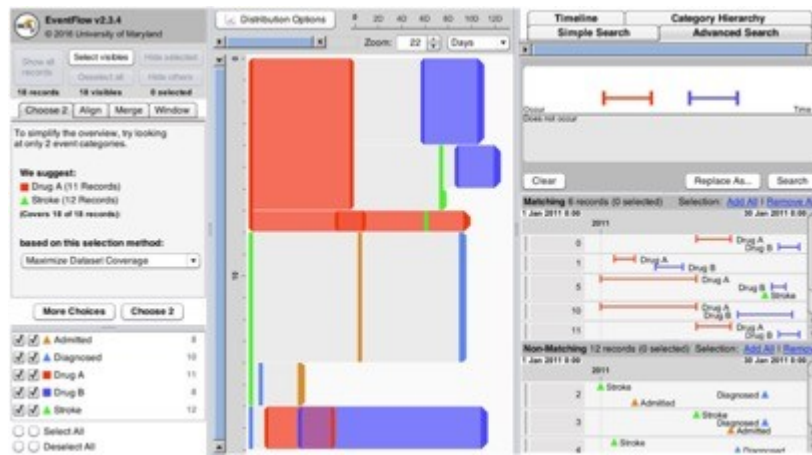 EventFlow v2.3.4
© 2016 University of Maryland
Show all records
Select visibles
Hide selected
Deselect all
Hide others
18 records
18 visibles
0 selected
Choose 2
Align
Merge
Window
To simplify the overview, try looking
at only 2 event categories.
We suggest:
Drug A (11 Records)
Stroke (12 Records)
(Covers 18 of 18 records)
based on this selection method:
Maximize Dataset Coverage
More Choices
Choose 2
Admitted 8
Diagnosed 10
Drug A 11
Drug B 8
Stroke 12
Select All
Deselect All
Distribution Options
0 20 40 60 80 100 120
Zoom: 22 Days
0
10
Timeline
Category Hierarchy
Simple Search
Advanced Search
Occur
Time
Does not occur
Clear
Replace As...
Search
Matching 6 records (0 selected) Selection: Add All | Remove A
1 Jan 2011 0:00 30 Jan 2011 0:00
2011
0 Drug A
Drug B
1 Drug A
Drug B
5 Drug A
Drug B
Stroke
10 Drug A
Drug B
11 Drug A
Drug B
Non-Matching 12 records (0 selected) Selection: Add All | Remov
1 Jan 2011 0:00 30 Jan 2011 0:00
2011
2 Stroke
Diagnosed
Admitted
3 Stroke
Diagnosed
Admitted
Stroke
Diagnosed